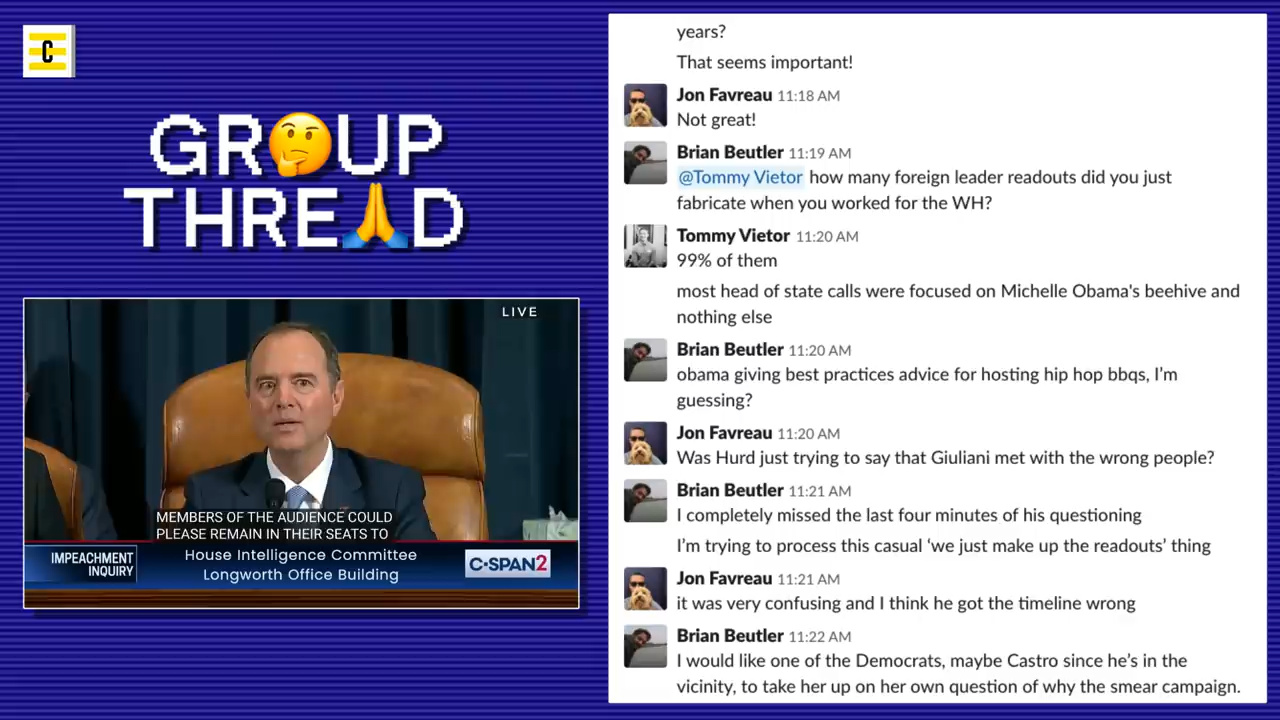 C
GR🤔UP
THRE🙏D
LIVE
MEMBERS OF THE AUDIENCE COULD
PLEASE REMAIN IN THEIR SEATS TO
IMPEACHMENT
INQUIRY
House Intelligence Committee
Longworth Office Building
C-SPAN2
years?
That seems important!
Jon Favreau 11:18 AM
Not great!
Brian Beutler 11:19 AM
@Tommy Vietor how many foreign leader readouts did you just
fabricate when you worked for the WH?
Tommy Vietor 11:20 AM
99% of them
most head of state calls were focused on Michelle Obama's beehive and
nothing else
Brian Beutler 11:20 AM
obama giving best practices advice for hosting hip hop bbqs, I’m
guessing?
Jon Favreau 11:20 AM
Was Hurd just trying to say that Giuliani met with the wrong people?
Brian Beutler 11:21 AM
I completely missed the last four minutes of his questioning
I’m trying to process this casual ‘we just make up the readouts’ thing
Jon Favreau 11:21 AM
it was very confusing and I think he got the timeline wrong
Brian Beutler 11:22 AM
I would like one of the Democrats, maybe Castro since he’s in the
vicinity, to take her up on her own question of why the smear campaign.